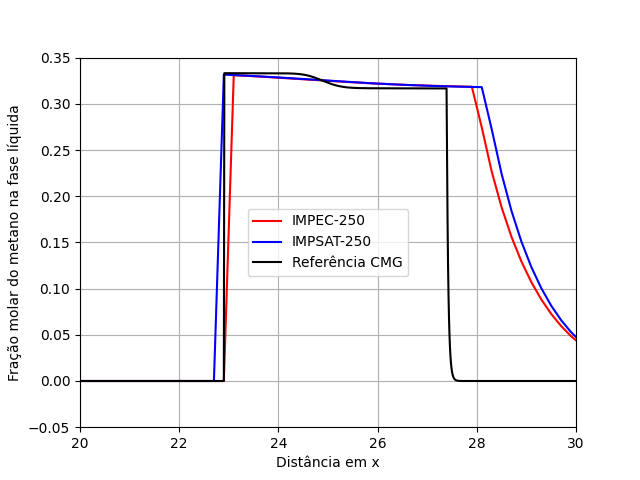 0.35
0.30
0.25
0.20
0.15
0.10
0.05
0.00
−0.05
Fração molar do metano na fase líquida
IMPEC-250
IMPSAT-250
Referência CMG
20 22 24 26 28 30
Distância em x